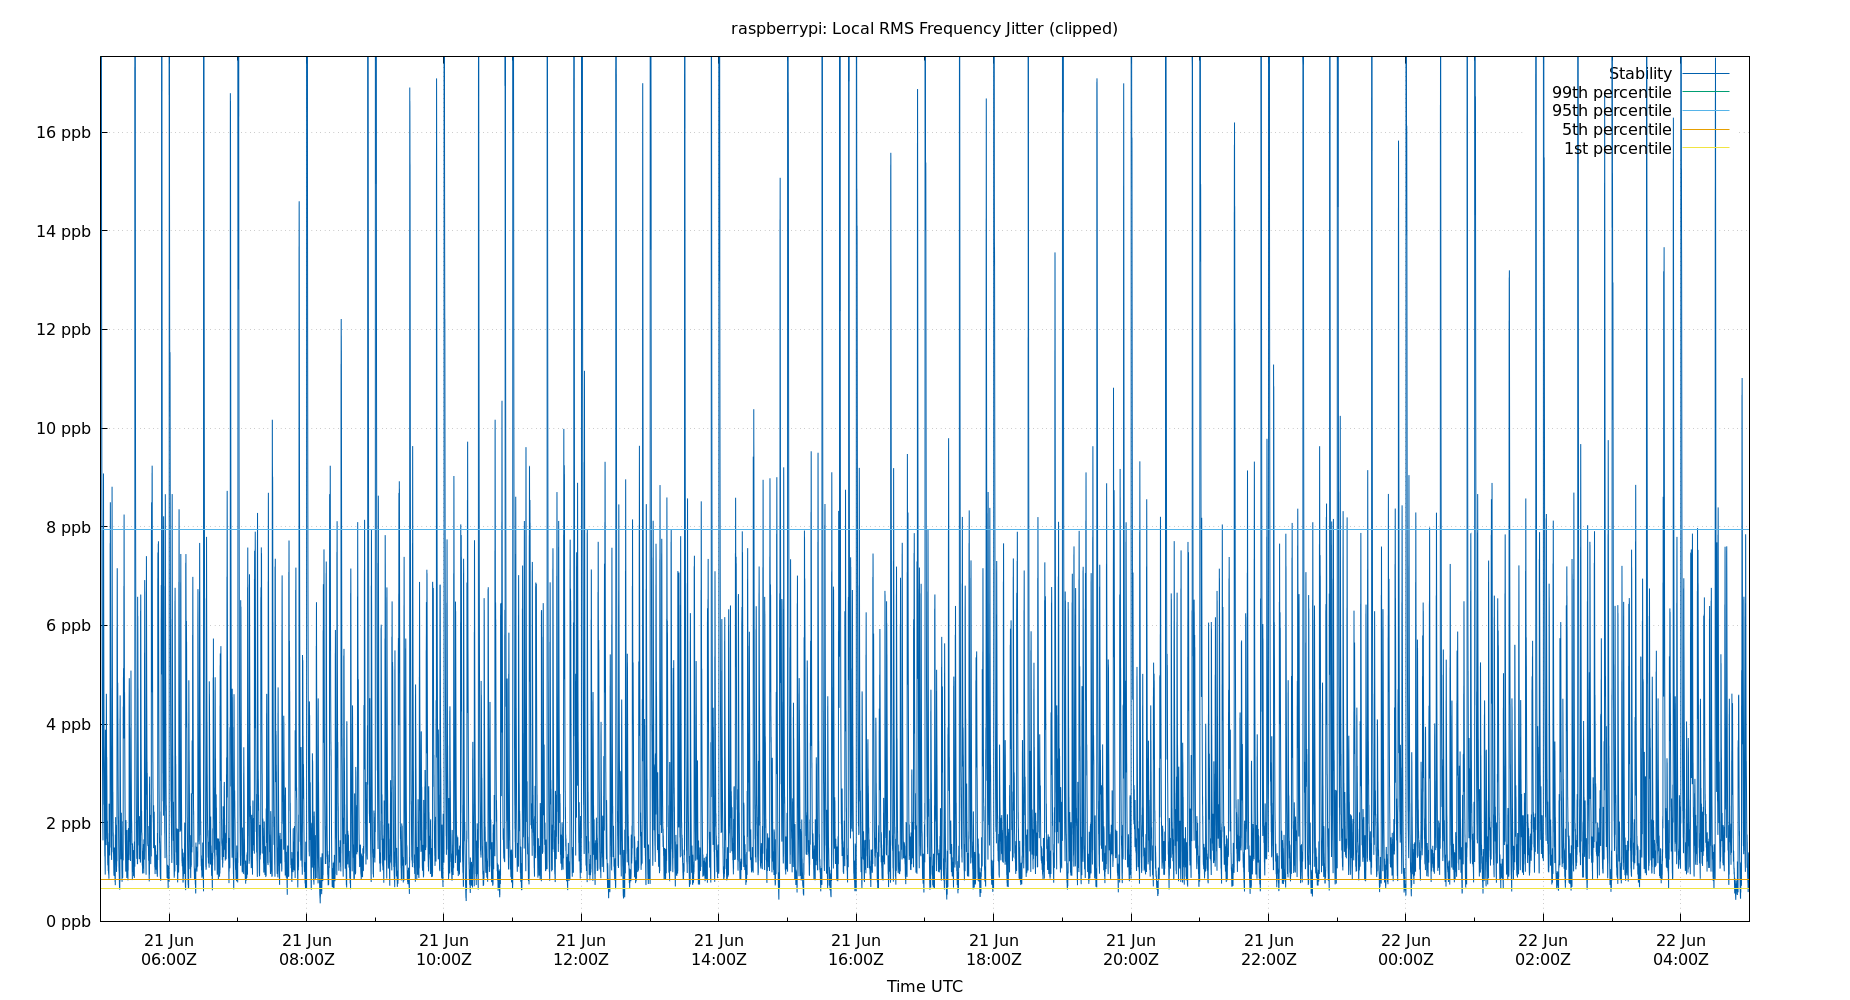 raspberrypi: Local RMS Frequency Jitter (clipped)
Stability
99th percentile
95th percentile
5th percentile
1st percentile
16 ppb
14 ppb
12 ppb
10 ppb
8 ppb
6 ppb
4 ppb
2 ppb
0 ppb
21 Jun 21 Jun 21 Jun 21 Jun 21 Jun 21 Jun 21 Jun 21 Jun 21 Jun 22 Jun 22 Jun 22 Jun
06:00Z 08:00Z 10:00Z 12:00Z 14:00Z 16:00Z 18:00Z 20:00Z 22:00Z 00:00Z 02:00Z 04:00Z
Time UTC